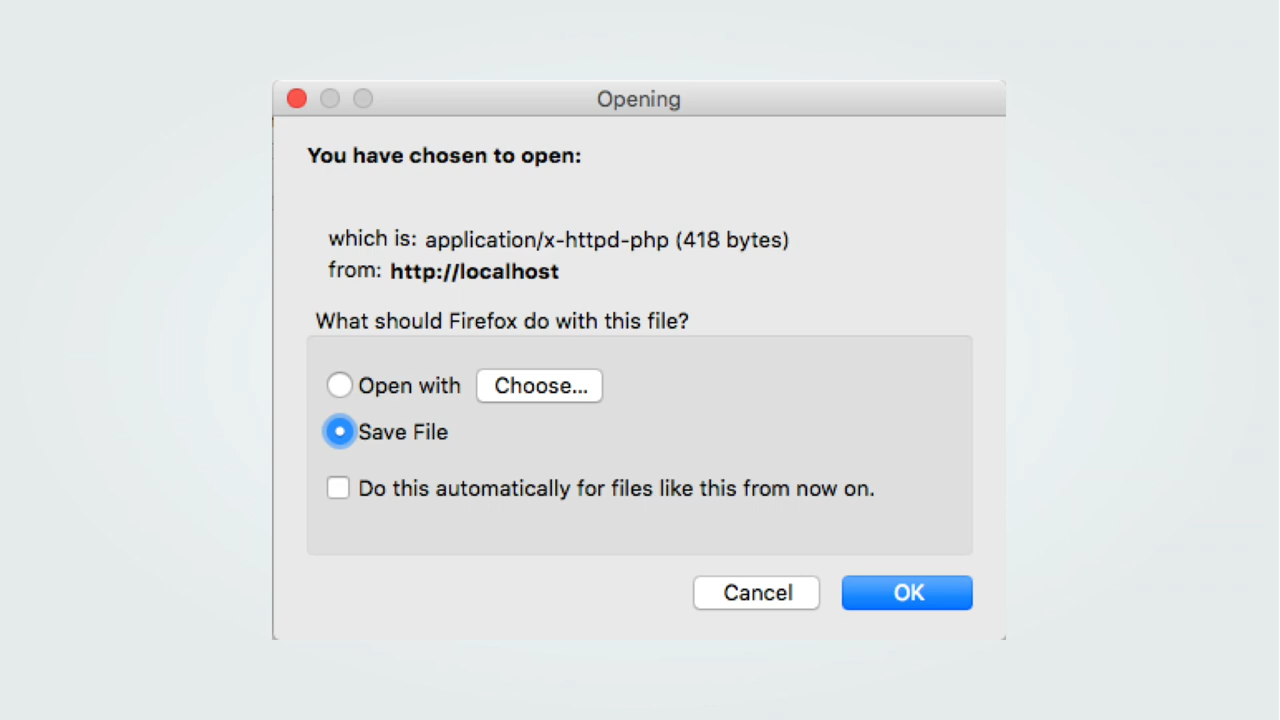 Opening
You have chosen to open:
which is: application/x-httpd-php (418 bytes)
from: http://localhost
What should Firefox do with this file?
Open with Choose...
Save File
Do this automatically for files like this from now on.
Cancel OK